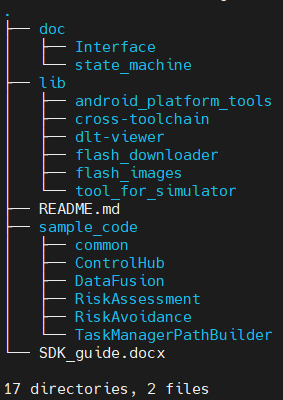 .
├── doc
│   ├── Interface
│   └── state_machine
├── lib
│   ├── android_platform_tools
│   ├── cross-toolchain
│   ├── dlt-viewer
│   ├── flash_downloader
│   ├── flash_images
│   └── tool_for_simulator
├── README.md
├── sample_code
│   ├── common
│   ├── ControlHub
│   ├── DataFusion
│   ├── RiskAssessment
│   ├── RiskAvoidance
│   └── TaskManagerPathBuilder
└── SDK_guide.docx
17 directories, 2 files